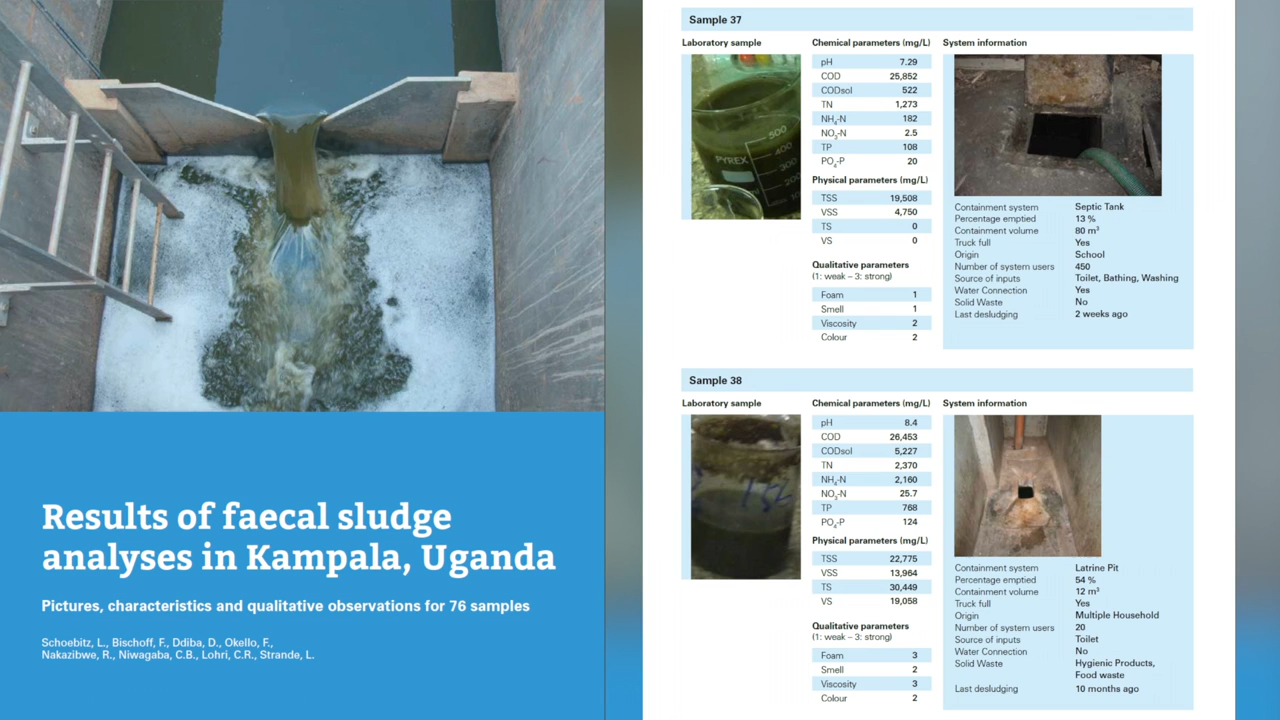 Results of faecal sludge
analyses in Kampala, Uganda
Pictures, characteristics and qualitative observations for 76 samples
Schoebitz, L., Bischoff, F., Ddiba, D., Okello, F.,
Nakazibwe, R., Niwagaba, C.B., Lohri, C.R., Strande, L.
Sample 37
Laboratory sample
500
400
300
200
PYREX
Chemical parameters (mg/L)
pH 7.29
COD 25,852
CODsol 522
TN 1,273
NH4-N 182
NO3-N 2.5
TP 108
PO4-P 20
Physical parameters (mg/L)
TSS 19,508
VSS 4,750
TS 0
VS 0
Qualitative parameters
(1: weak – 3: strong)
Foam 1
Smell 1
Viscosity 2
Colour 2
System information
Containment system Septic Tank
Percentage emptied 13 %
Containment volume 80 m³
Truck full Yes
Origin School
Number of system users 450
Source of inputs Toilet, Bathing, Washing
Water Connection Yes
Solid Waste No
Last desludging 2 weeks ago
Sample 38
Laboratory sample
Chemical parameters (mg/L)
pH 8.4
COD 26,453
CODsol 5,227
TN 2,370
NH4-N 2,160
NO3-N 25.7
TP 768
PO4-P 124
Physical parameters (mg/L)
TSS 22,775
VSS 13,964
TS 30,449
VS 19,058
Qualitative parameters
(1: weak – 3: strong)
Foam 3
Smell 2
Viscosity 3
Colour 2
System information
Containment system Latrine Pit
Percentage emptied 54 %
Containment volume 12 m³
Truck full Yes
Origin Multiple Household
Number of system users 20
Source of inputs Toilet
Water Connection No
Solid Waste Hygienic Products,
Food waste
Last desludging 10 months ago